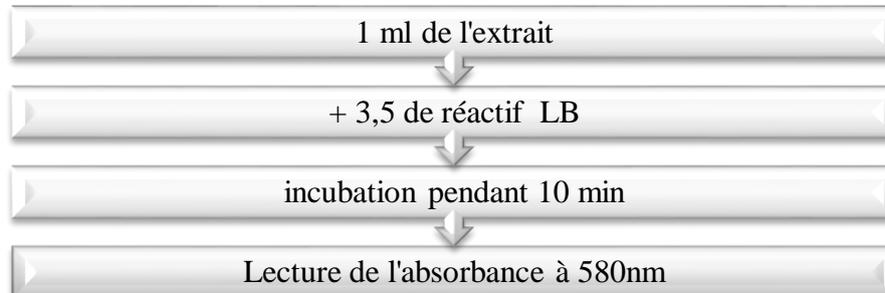 1 ml de l'extrait
+ 3,5 de réactif LB
incubation pendant 10 min
Lecture de l'absorbance à 580nm